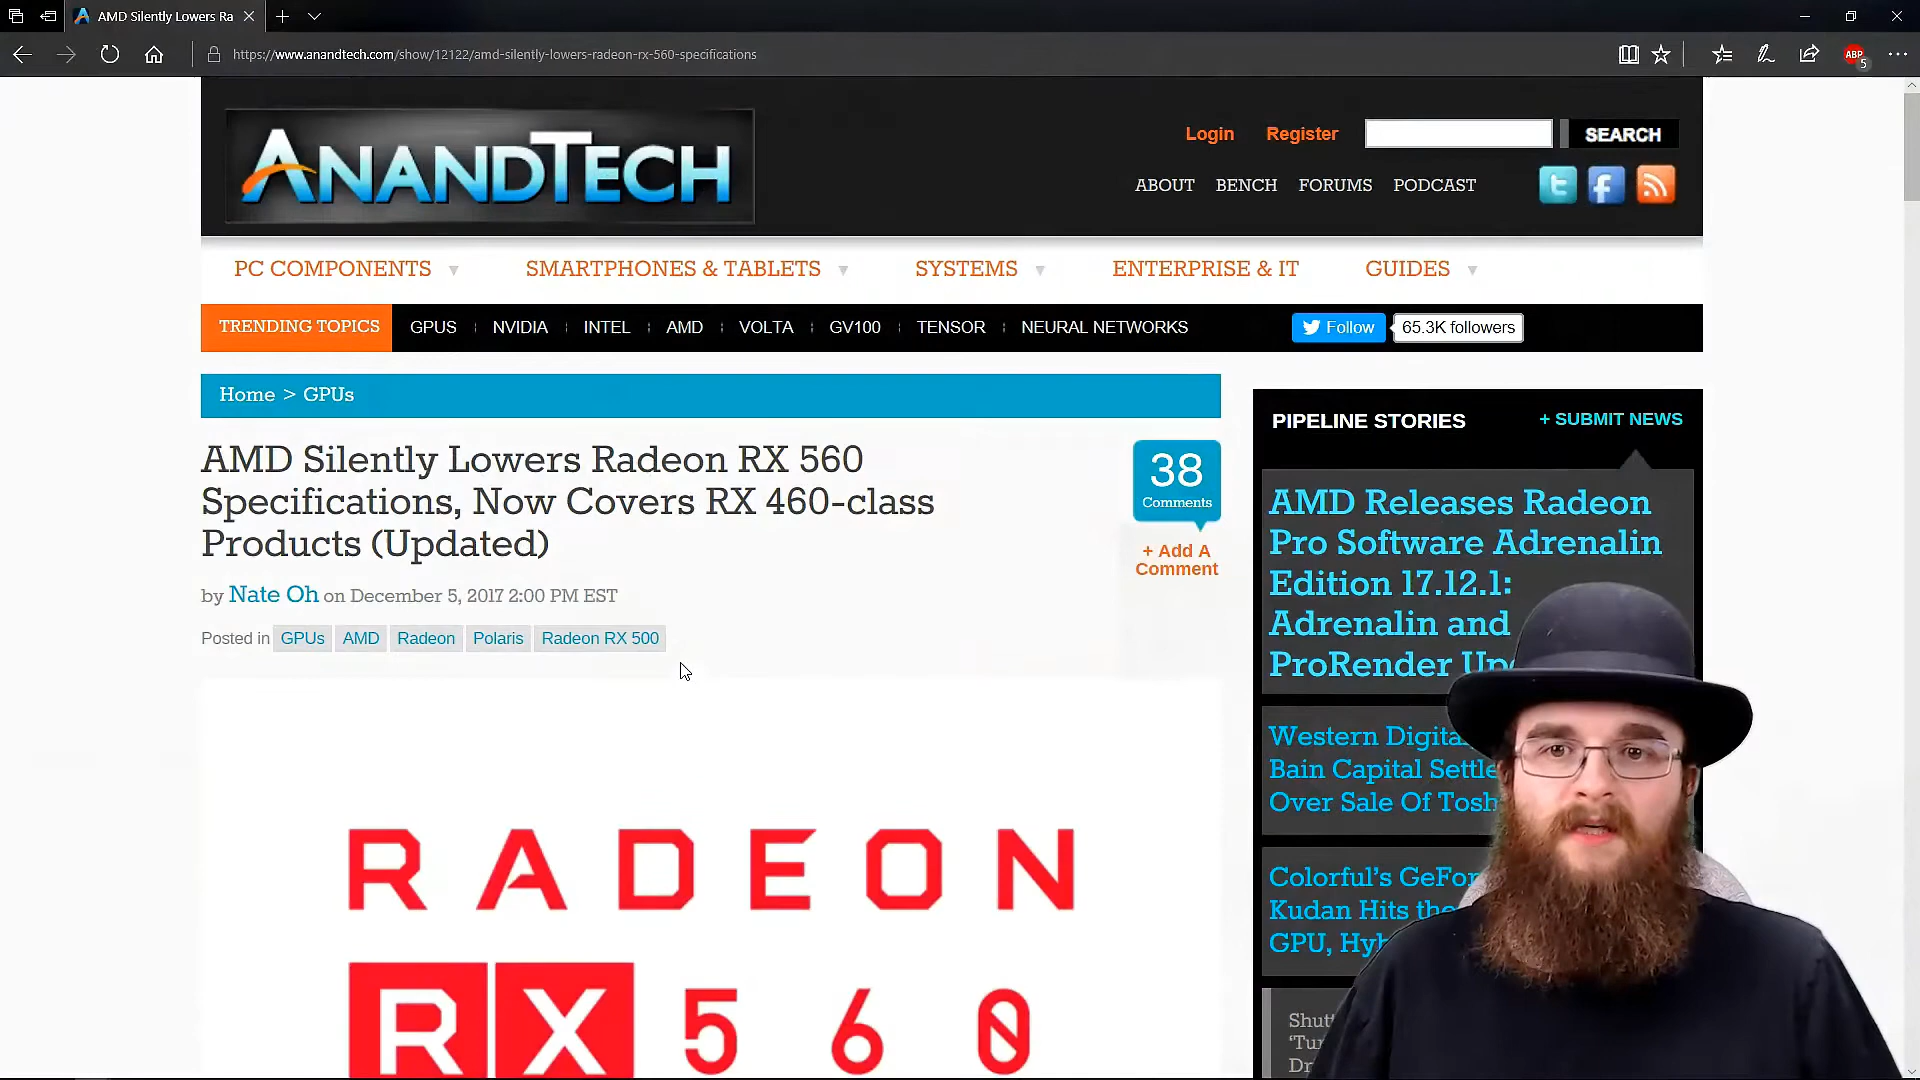 AMD Silently Lowers Ra
https://www.anandtech.com/show/12122/amd-silently-lowers-radeon-rx-560-specifications
ABP
5
ANANDTECH
Login Register
SEARCH
ABOUT BENCH FORUMS PODCAST
PC COMPONENTS SMARTPHONES & TABLETS SYSTEMS ENTERPRISE & IT GUIDES
TRENDING TOPICS GPUS NVIDIA INTEL AMD VOLTA GV100 TENSOR NEURAL NETWORKS
Follow 65.3K followers
Home > GPUs
AMD Silently Lowers Radeon RX 560
Specifications, Now Covers RX 460-class
Products (Updated)
by Nate Oh on December 5, 2017 2:00 PM EST
Posted in GPUs AMD Radeon Polaris Radeon RX 500
38
Comments
+ Add A
Comment
RADEON
RX 560
PIPELINE STORIES + SUBMIT NEWS
AMD Releases Radeon
Pro Software Adrenalin
Edition 17.12.1:
Adrenalin and
ProRender
Western
Bain Capital
Over Sale Of
Colorful's
Kudan Hits
GPU,